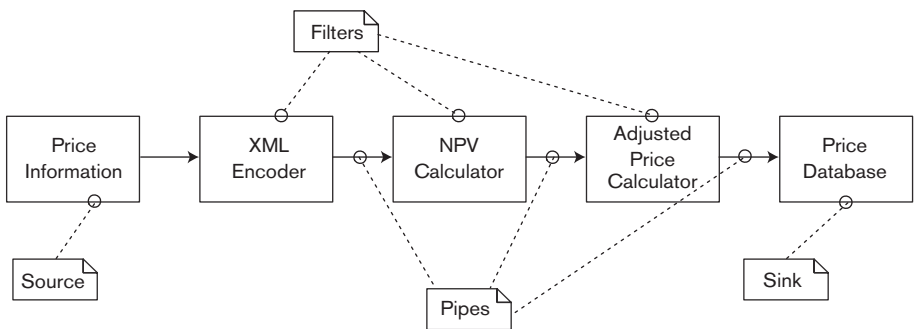 Filters
Price
Information
XML
Encoder
NPV
Calculator
Adjusted
Price
Calculator
Price
Database
Source
Pipes
Sink